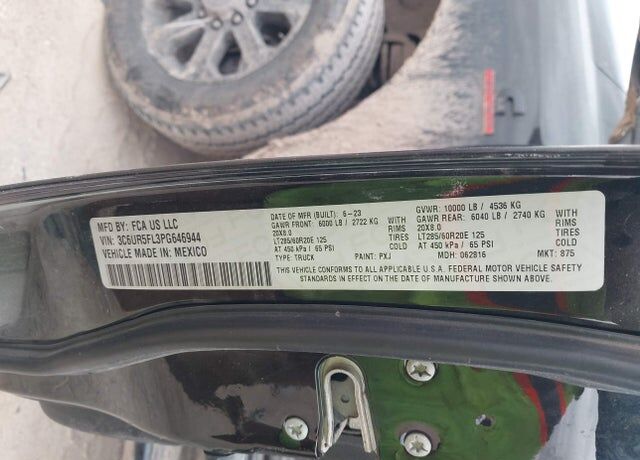 MFD BY: FCA US LLC
VIN: 3C6UR5FL3PG646944
VEHICLE MADE IN: MEXICO
DATE OF MFR (BUILT): 6-23
GAWR FRONT: 6000 LB / 2722 KG
20X8.0 RIMS
LT285/60R20E 125 TIRES
AT 450 kPa / 65 PSI
TYPE: TRUCK PAINT: PXJ
GVWR: 10000 LB / 4536 KG
GAWR REAR: 6040 LB / 2740 KG
20X8.0 RIMS
LT285/60R20E 125 TIRES
AT 450 kPa / 65 PSI
MDH: 062816 MKT: 875
THIS VEHICLE CONFORMS TO ALL APPLICABLE U.S.A. FEDERAL MOTOR VEHICLE SAFETY
STANDARDS IN EFFECT ON THE DATE OF MANUFACTURE SHOWN ABOVE.